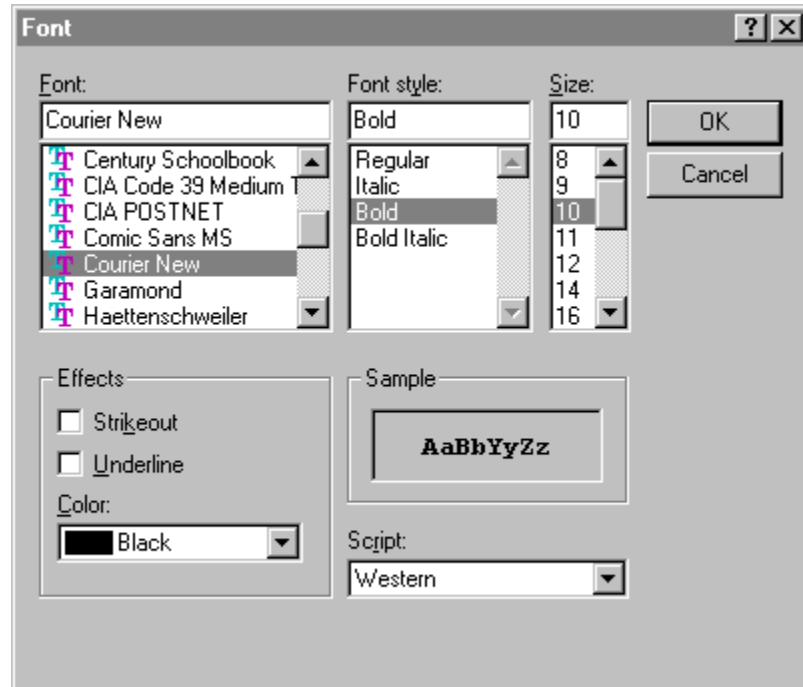 Font
Font: Font style: Size:
Courier New Bold 10 OK
Century Schoolbook Regular 8 Cancel
CIA Code 39 Medium Italic 9
CIA POSTNET Bold 10
Comic Sans MS Bold Italic 11
Courier New 12
Garamond 14
Haettenschweiler 16
Effects Sample
Strikeout
AaBbYyZz
Underline
Color:
Black Script:
Western